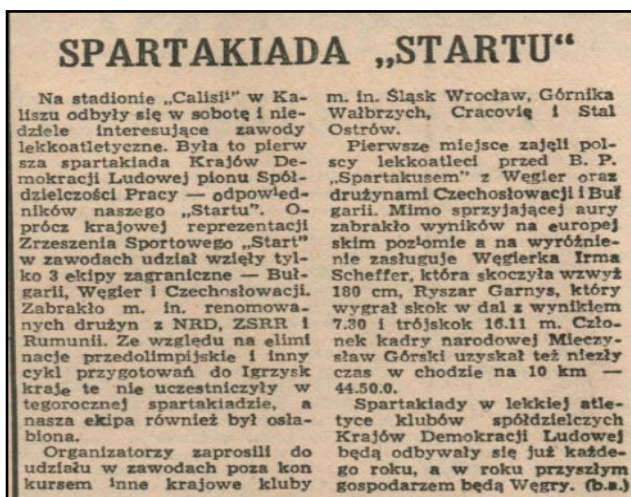 SPARTAKIADA „STARTU“
Na stadionie „Calisii" w Ka-
liszu odbyły się w sobotę i nie-
dziele interesujące zawody
lekkoatletyczne. Była to pierw
sza spartakiada Krajów De-
mokracji Ludowej pionu Spół-
dzielczości Pracy — odpowied-
ników naszego „Startu". O-
prócz krajowej reprezentacji
Zrzeszenia Sportowego „Start"
w zawodach udział wzięły tyl-
ko 3 ekipy zagraniczne — Buł-
garii, Węgier i Czechosłowacji.
Zabrakło m. in. renomowa-
nych drużyn z NRD, ZSRR i
Rumunii. Ze względu na elimi
nacje przedolimpijskie i inny
cykl przygotowań do Igrzysk
kraje te nie uczestniczyły w
tegorocznej spartakiadzie, a
nasza ekipa również był osła-
biona.
Organizatorzy zaprosili do
udziału w zawodach poza kon
kursem inne krajowe kluby
m. in. Śląsk Wrocław, Górnika
Wałbrzych, Cracovię i Stal
Ostrów.
Pierwsze miejsce zajęli pol-
scy lekkoatleci przed B. P.
„Spartakusem" z Węgier oraz
drużynami Czechosłowacji i Buł
garii. Mimo sprzyjającej aury
zabrakło wyników na europej
skim poziomie a na wyróżnie-
nie zasługuje Węgierka Irma
Scheffer, która skoczyła wzwyż
180 cm, Ryszar Garnys, który
wygrał skok w dal z wynikiem
7.30 i trójskok 16.11 m. Czło-
nek kadry narodowej Mieczy-
sław Górski uzyskał też niezły
czas w chodzie na 10 km —
44.50.0.
Spartakiady w lekkiej atle-
tyce klubów spółdzielczych
Krajów Demokracji Ludowej
będą odbywały się już każde-
go roku, a w roku przyszłym
gospodarzem będą Węgry. (b.a.)